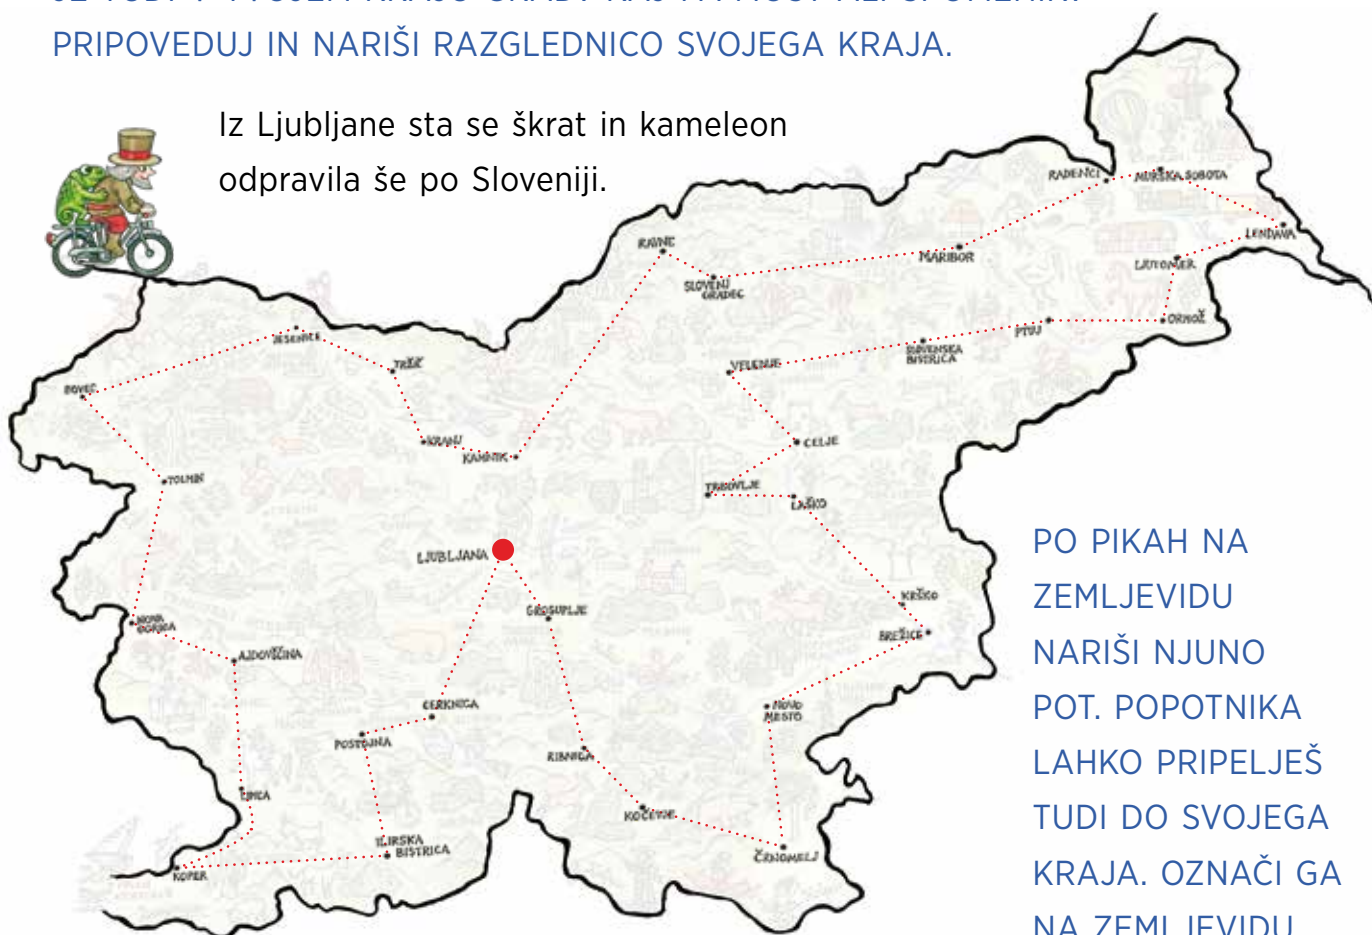 PRIPOVEDUJ IN NARIŠI RAZGLEDNICO SVOJEGA KRAJA.
Iz Ljubljane sta se škrat in kameleon
odpravila še po Sloveniji.
RADENCI
MURSKA SOBOTA
LENDAVA
RAVNE
MARIBOR
LJUTOMER
SLOVENJ
GRADEC
ORMOŽ
PTUJ
JESENICE
SLOVENSKA
BISTRICA
TRŽIČ
VELENJE
BOVEC
KRANJ
KAMNIK
CELJE
TOLMIN
TRBOVLJE
LAŠKO
LJUBLJANA
GROSUPLJE
KRŠKO
NOVA
GORICA
BREŽICE
AJDOVŠČINA
CERKNICA
NOVO
MESTO
POSTOJNA
RIBNICA
KOČEVJE
ILIRSKA
BISTRICA
ČRNOMELJ
KOPER
PO PIKAH NA
ZEMLJEVIDU
NARIŠI NJUNO
POT. POPOTNIKA
LAHKO PRIPELJEŠ
TUDI DO SVOJEGA
KRAJA. OZNAČI GA
NA ZEMLJEVIDU